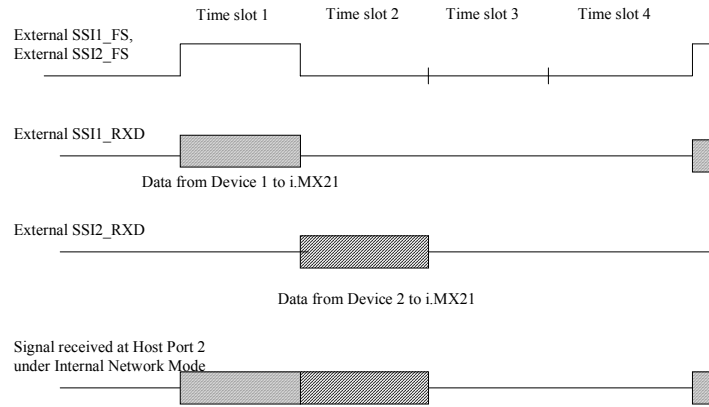 Time slot 1 Time slot 2 Time slot 3 Time slot 4
External SSI1_FS,
External SSI2_FS
External SSI1_RXD
Data from Device 1 to i.MX21
External SSI2_RXD
Data from Device 2 to i.MX21
Signal received at Host Port 2
under Internal Network Mode